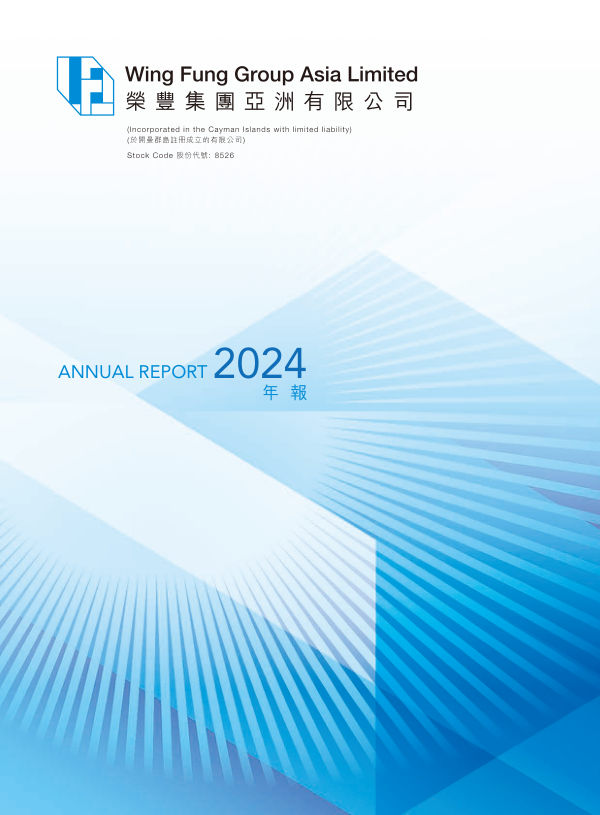 Wing Fung Group Asia Limited
榮豐集團亞洲有限公司
(Incorporated in the Cayman Islands with limited liability)
(於開曼群島註冊成立的有限公司)
Stock Code 股份代號: 8526
ANNUAL REPORT 2024
年報